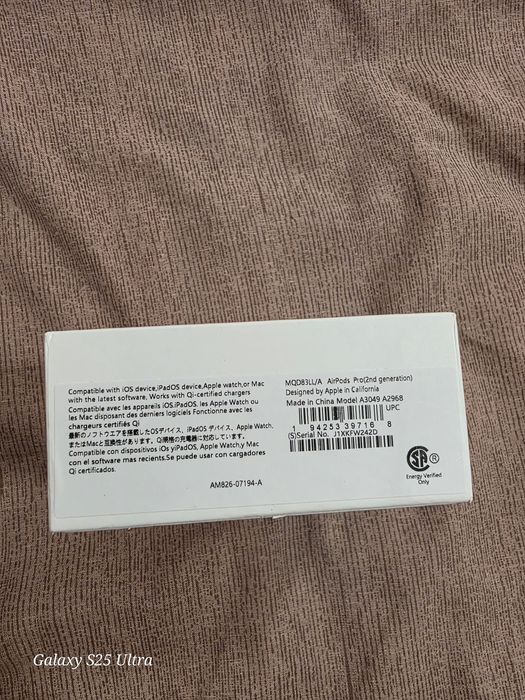 Compatible with iOS device,iPadOS device,Apple watch,or Mac
with the latest software, Works with Qi-certified chargers
Compatible avec les appareils iOS,iPadOS, les Apple Watch ou
les Mac disposant des derniers logiciels Fonctionne avec les
chargeurs certifiés Qi
最新のノフトウエアを搭載したOSデバイス、iPadOS デバイス、Apple Watch,
またはMacと互換性があります、Qi規格の充電器に対応しています.
Compatible con dispositivos iOS yiPadOS, Apple Watch,y Mac
con el software mas recients.Se puede usar con cargadores
Qi certificados.
AM826-07194-A
MQD83LL/A AirPods Pro(2nd generation)
Designed by Apple in California
Made in China Model A3049 A2968
UPC
1 94253 39716 8
(S)Serial No. J1XKFW242D
SA
Energy Verified
Only
Galaxy S25 Ultra